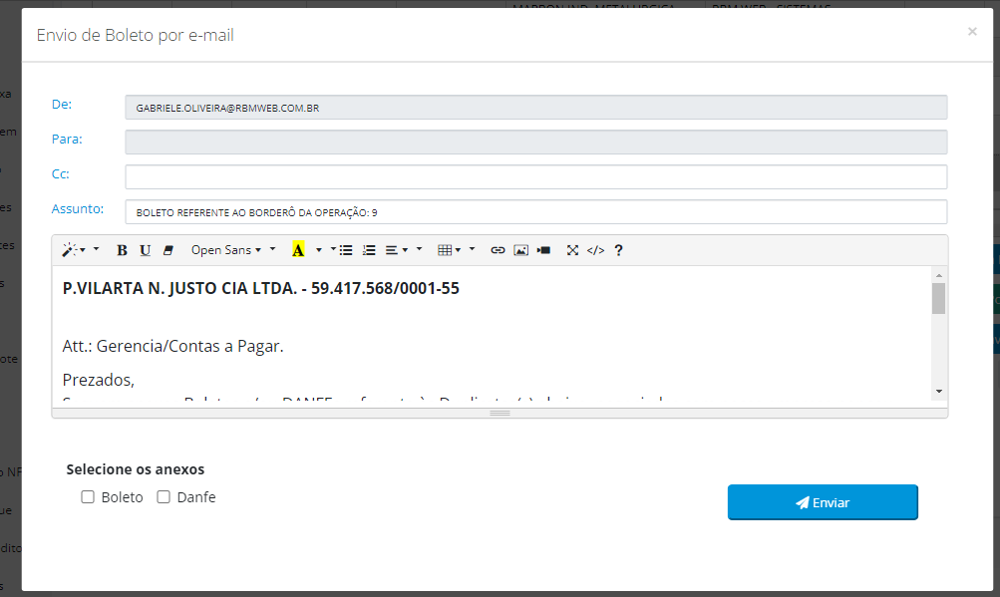 Envio de Boleto por e-mail
×
De:
GABRIELE.OLIVEIRA@RBMWEB.COM.BR
Para:
Cc:
Assunto:
BOLETO REFERENTE AO BORDERÔ DA OPERAÇÃO: 9
B U Open Sans A </> ?
P.VILARTA N. JUSTO CIA LTDA. - 59.417.568/0001-55
Att.: Gerencia/Contas a Pagar.
Prezados,
Selecione os anexos
Boleto Danfe
Enviar